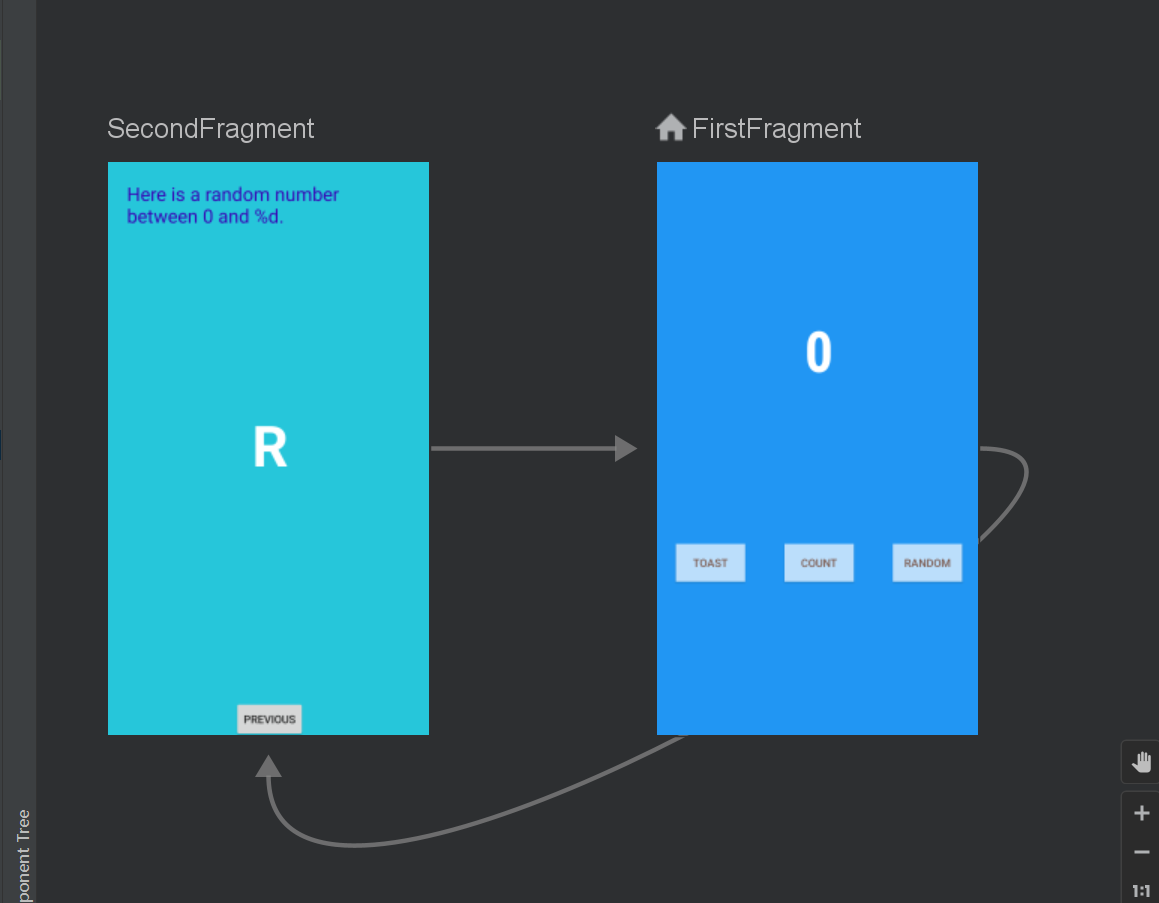 SecondFragment
FirstFragment
Here is a random number
between 0 and %d.
R
PREVIOUS
0
TOAST
COUNT
RANDOM
ponent Tree
1:1